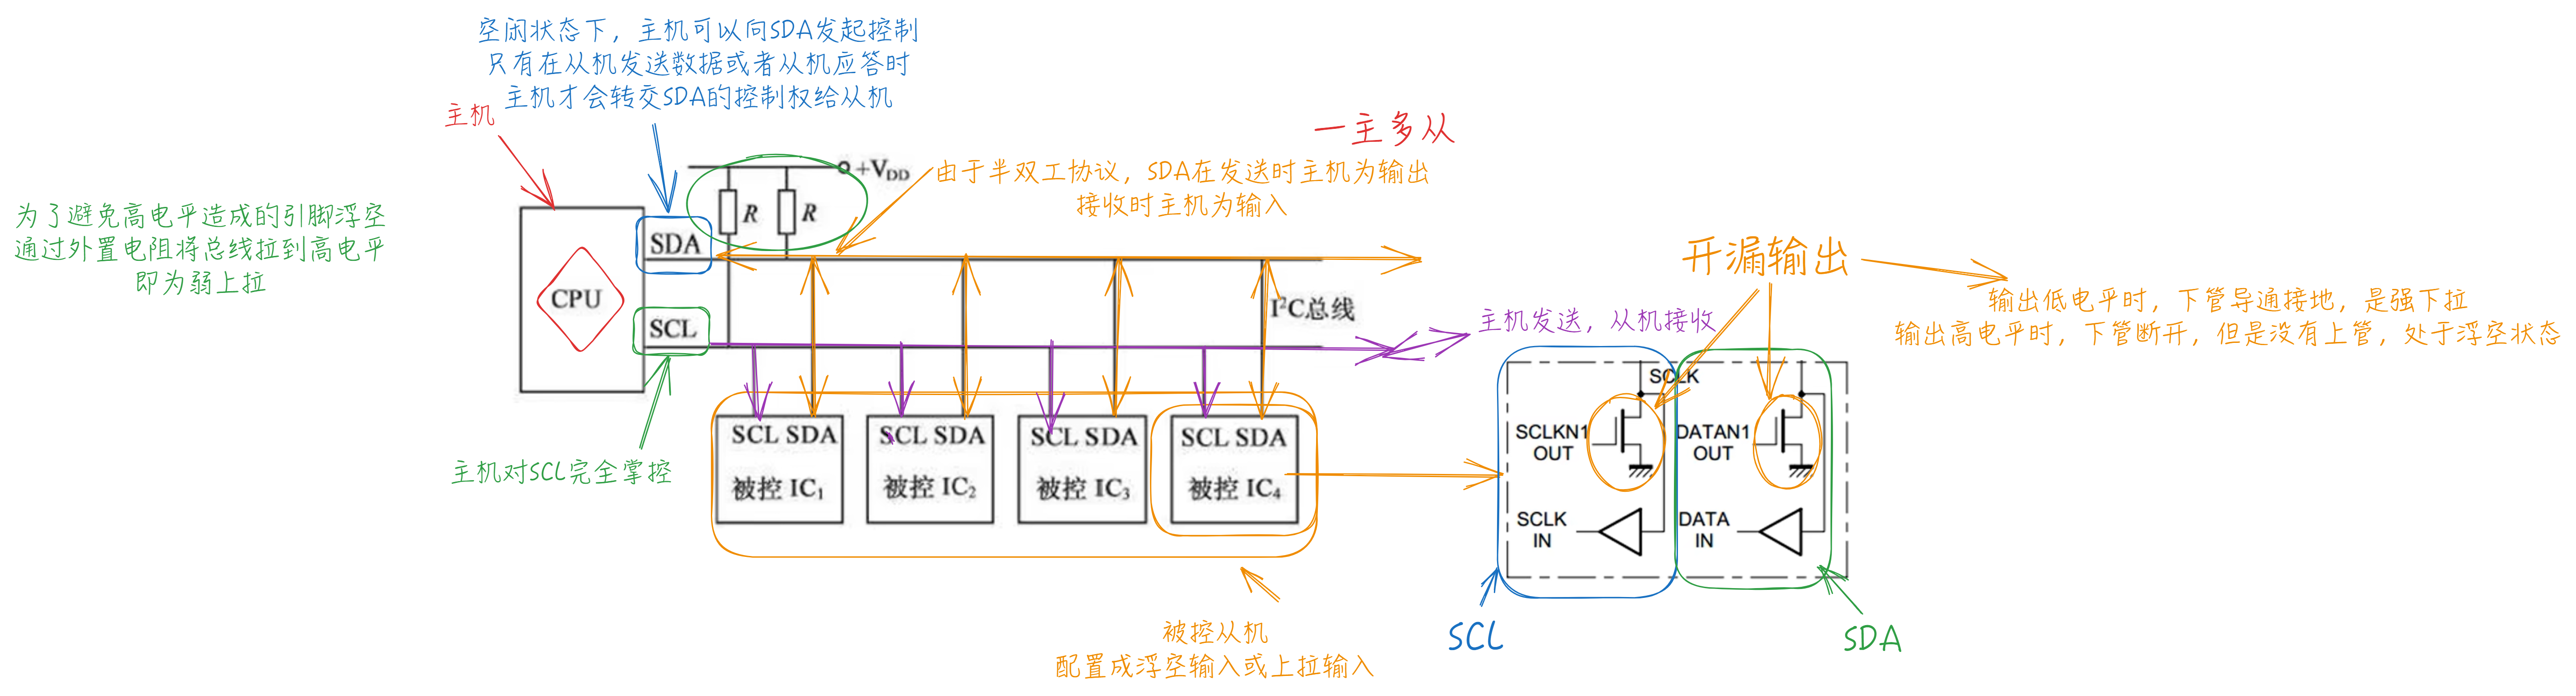 空闲状态下，主机可以向SDA发起控制
只有在从机发送数据或者从机应答时
主机才会转交SDA的控制权给从机
主机
一主多从
+VDD
由于半双工协议，SDA在发送时主机为输出
接收时主机为输入
为了避免高电平造成的引脚浮空
通过外置电阻将总线拉到高电平
即为弱上拉
R
R
SDA
CPU
SCL
I²C总线
主机发送，从机接收
开漏输出
输出低电平时，下管导通接地，是强下拉
输出高电平时，下管断开，但是没有上管，处于浮空状态
主机对SCL完全掌控
SCL SDA
被控 IC₁
SCL SDA
被控 IC₂
SCL SDA
被控 IC₃
SCL SDA
被控 IC₄
SCLK
SCLKN1
OUT
DATAN1
OUT
SCLK
IN
DATA
IN
SCL
SDA
被控从机
配置成浮空输入或上拉输入